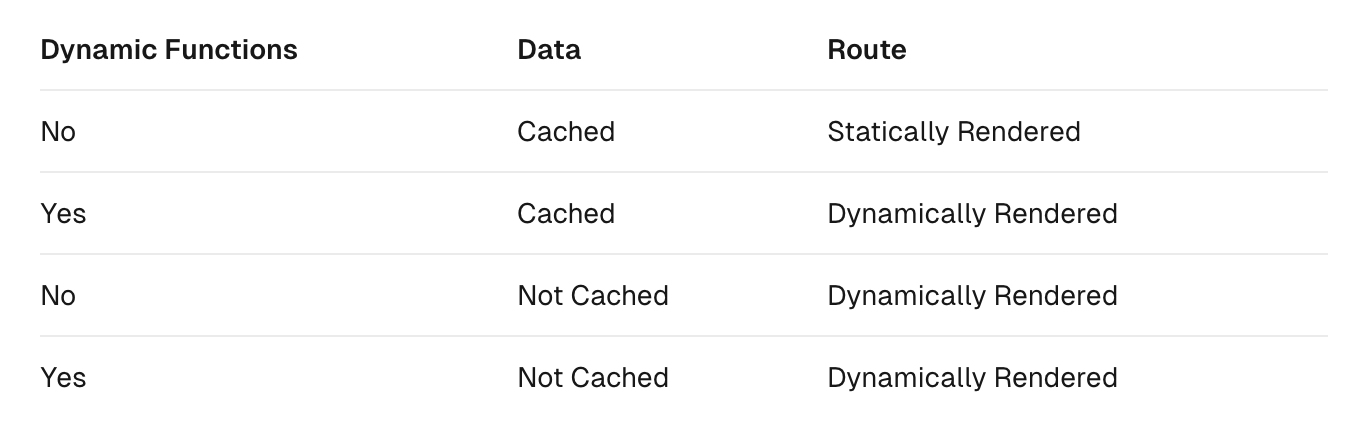 Dynamic Functions Data Route
No Cached Statically Rendered
Yes Cached Dynamically Rendered
No Not Cached Dynamically Rendered
Yes Not Cached Dynamically Rendered